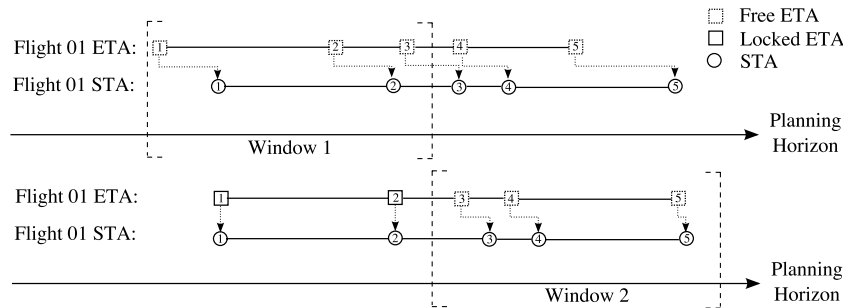 Free ETA
Locked ETA
STA
Flight 01 ETA: 1 2 3 4 5
Flight 01 STA: 1 2 3 4 5
Planning
Horizon
Window 1
Flight 01 ETA: 1 2 3 4 5
Flight 01 STA: 1 2 3 4 5
Planning
Horizon
Window 2